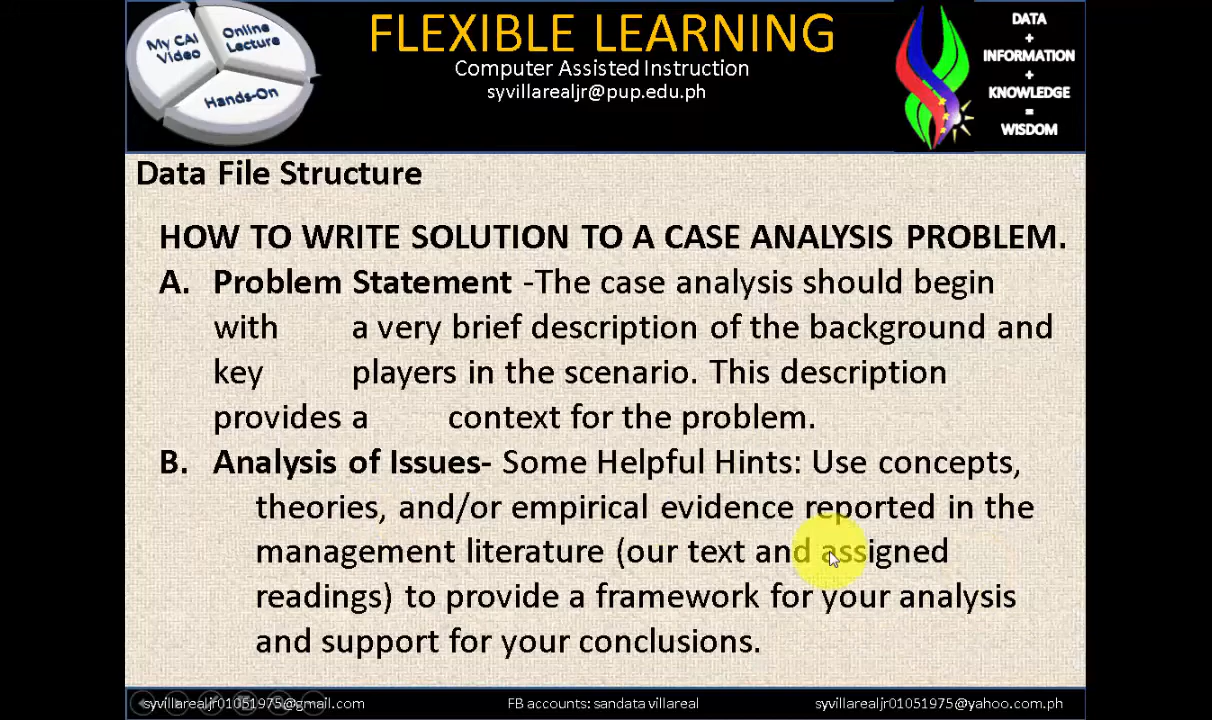 My CAI
Video
Online
Lecture
Hands-On
FLEXIBLE LEARNING
Computer Assisted Instruction
syvillarealjr@pup.edu.ph
DATA
+
INFORMATION
+
KNOWLEDGE
=
WISDOM
Data File Structure
HOW TO WRITE SOLUTION TO A CASE ANALYSIS PROBLEM.
A. Problem Statement -The case analysis should begin
with a very brief description of the background and
key players in the scenario. This description
provides a context for the problem.
B. Analysis of Issues- Some Helpful Hints: Use concepts,
theories, and/or empirical evidence reported in the
management literature (our text and assigned
readings) to provide a framework for your analysis
and support for your conclusions.
syvillarealjr01051975@gmail.com
FB accounts: sandata villareal
syvillarealjr01051975@yahoo.com.ph